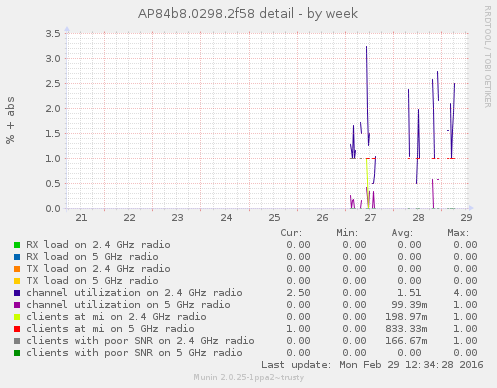 AP84b8.0298.2f58 detail - by week
RRDTOOL / TOBI OETIKER
% + abs
3.5
3.0
2.5
2.0
1.5
1.0
0.5
0.0
21 22 23 24 25 26 27 28 29
Cur: Min: Avg: Max:
RX load on 2.4 GHz radio 0.00 0.00 0.00 0.00
RX load on 5 GHz radio 0.00 0.00 0.00 0.00
TX load on 2.4 GHz radio 0.00 0.00 0.00 0.00
TX load on 5 GHz radio 0.00 0.00 0.00 0.00
channel utilization on 2.4 GHz radio 2.50 0.00 1.51 4.00
channel utilization on 5 GHz radio 0.00 0.00 99.39m 1.00
clients at mi on 2.4 GHz radio 0.00 0.00 198.97m 1.00
clients at mi on 5 GHz radio 1.00 0.00 833.33m 1.00
clients with poor SNR on 2.4 GHz radio 0.00 0.00 166.67m 1.00
clients with poor SNR on 5 GHz radio 0.00 0.00 0.00 0.00
Last update: Mon Feb 29 12:34:28 2016
Munin 2.0.25-1ppa2~trusty